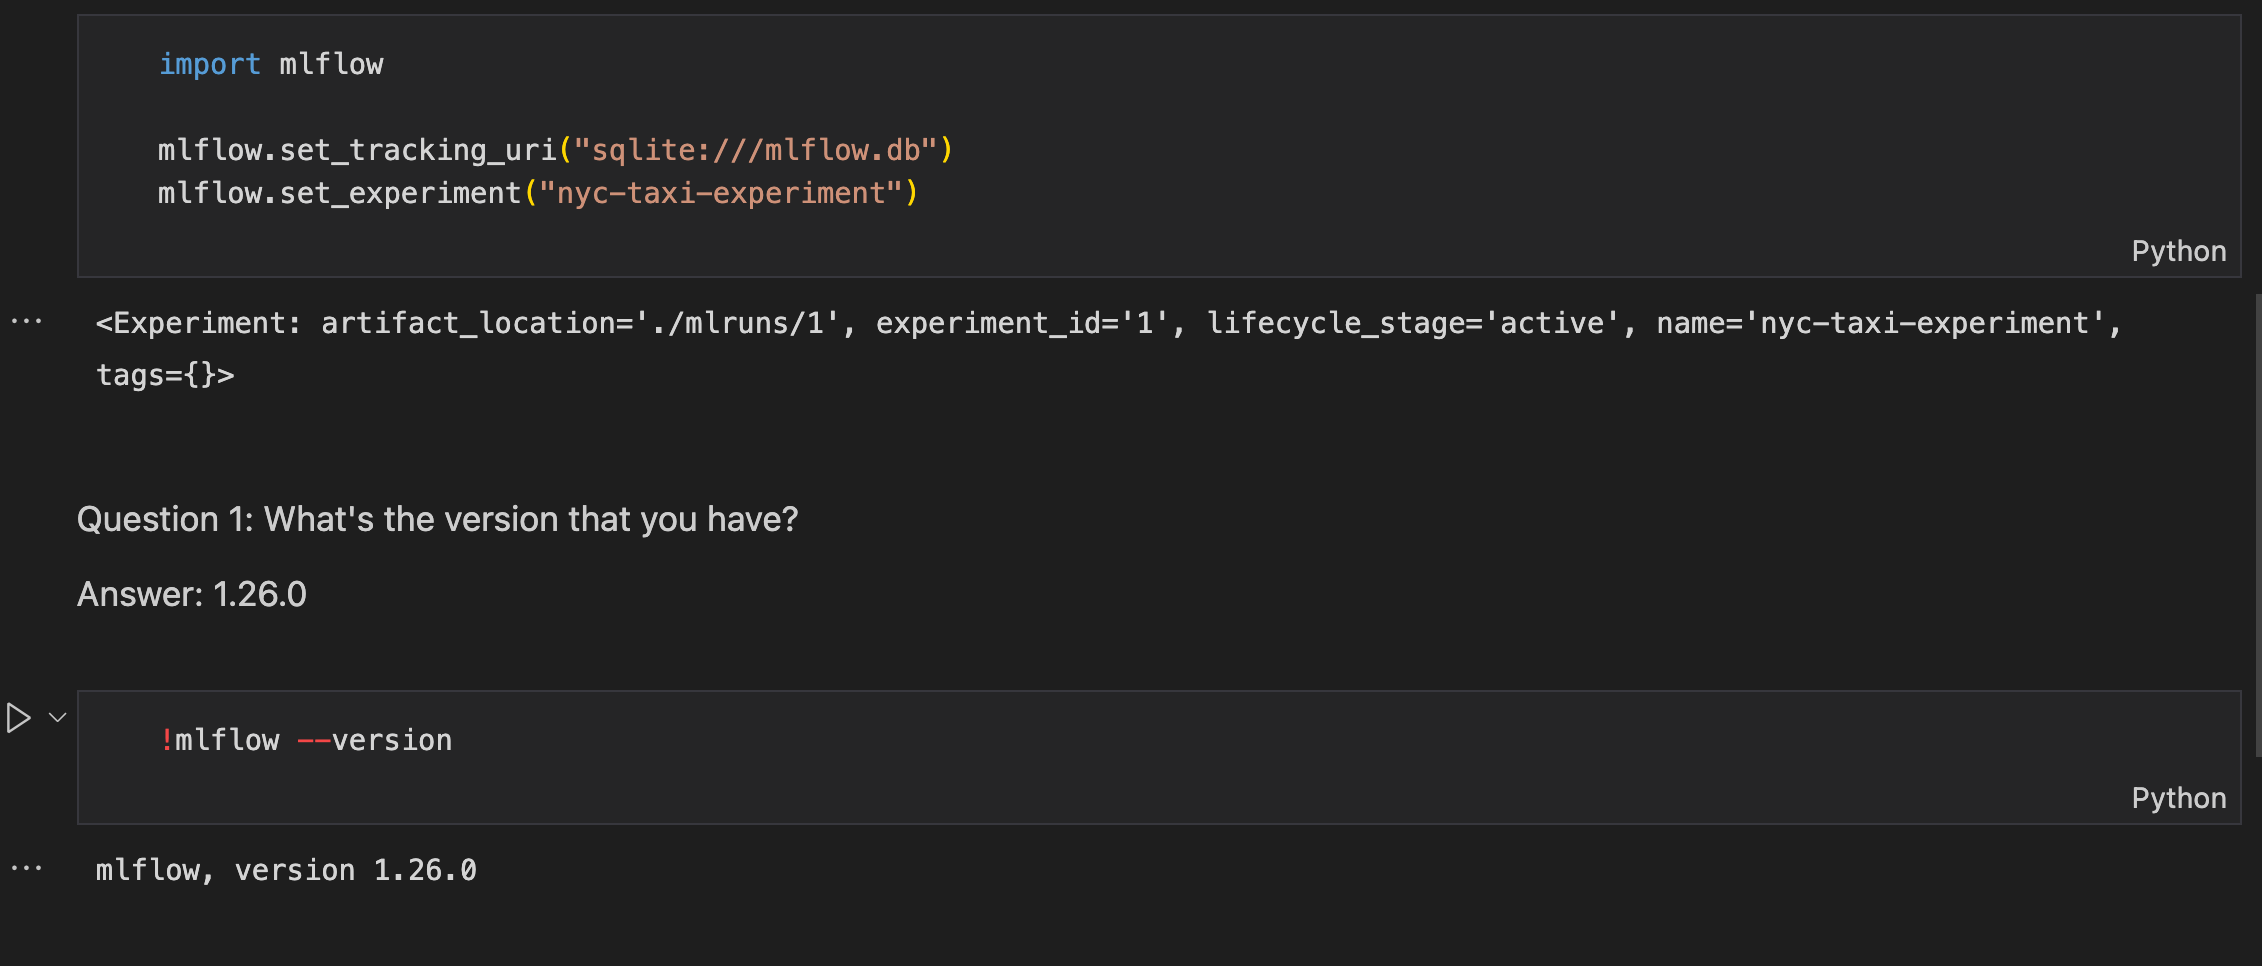 import mlflow
mlflow.set_tracking_uri("sqlite:///mlflow.db")
mlflow.set_experiment("nyc-taxi-experiment")
Python
<Experiment: artifact_location='./mlruns/1', experiment_id='1', lifecycle_stage='active', name='nyc-taxi-experiment',
tags={}>
Question 1: What's the version that you have?
Answer: 1.26.0
!mlflow --version
Python
mlflow, version 1.26.0